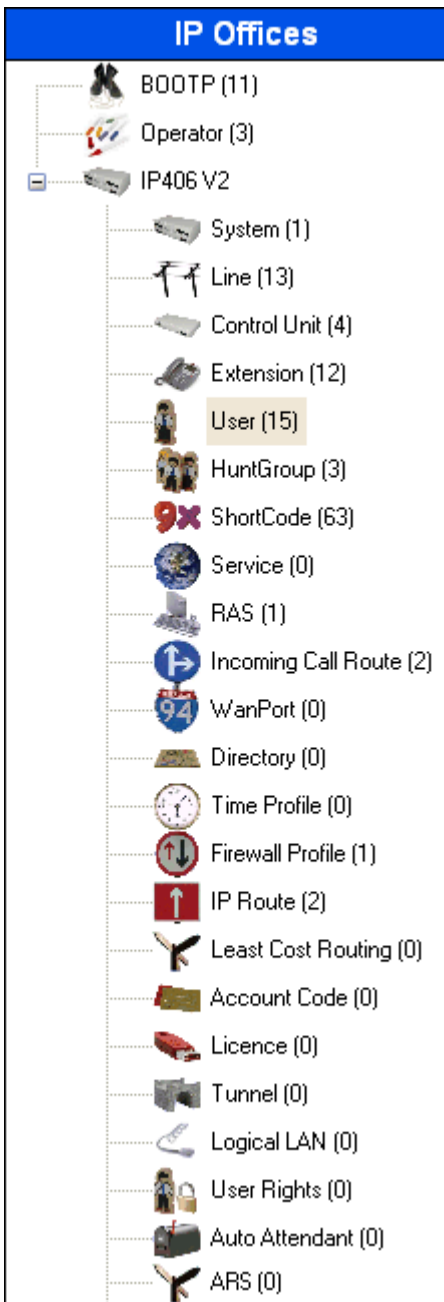 IP Offices
BOOTP (11)
Operator (3)
IP406 V2
System (1)
Line (13)
Control Unit (4)
Extension (12)
User (15)
HuntGroup (3)
9x ShortCode (63)
Service (0)
RAS (1)
Incoming Call Route (2)
94 WanPort (0)
Directory (0)
Time Profile (0)
Firewall Profile (1)
IP Route (2)
Least Cost Routing (0)
Account Code (0)
Licence (0)
Tunnel (0)
Logical LAN (0)
User Rights (0)
Auto Attendant (0)
ARS (0)